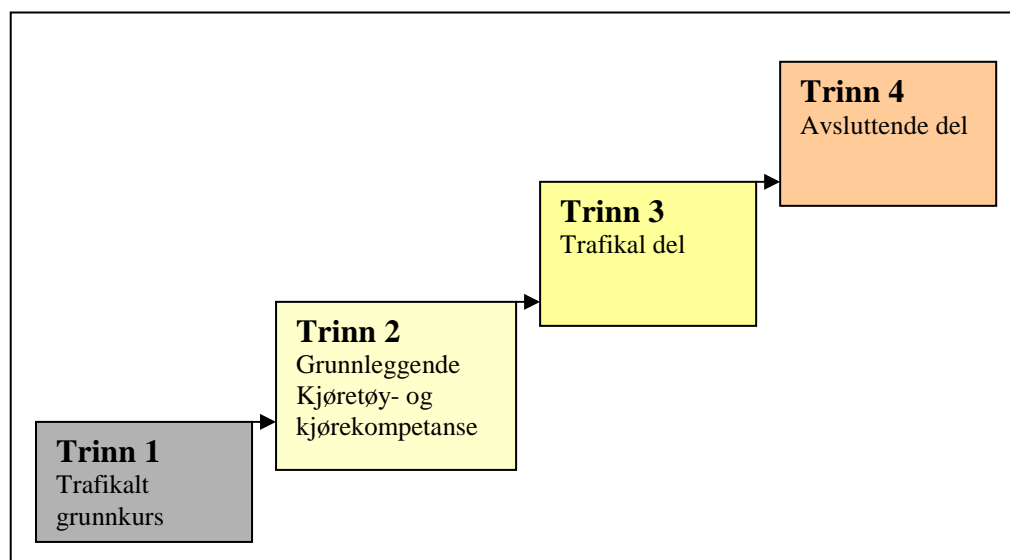 Trinn 4
Avsluttende del
Trinn 3
Trafikal del
Trinn 2
Grunnleggende
Kjøretøy- og
kjørekompetanse
Trinn 1
Trafikalt
grunnkurs